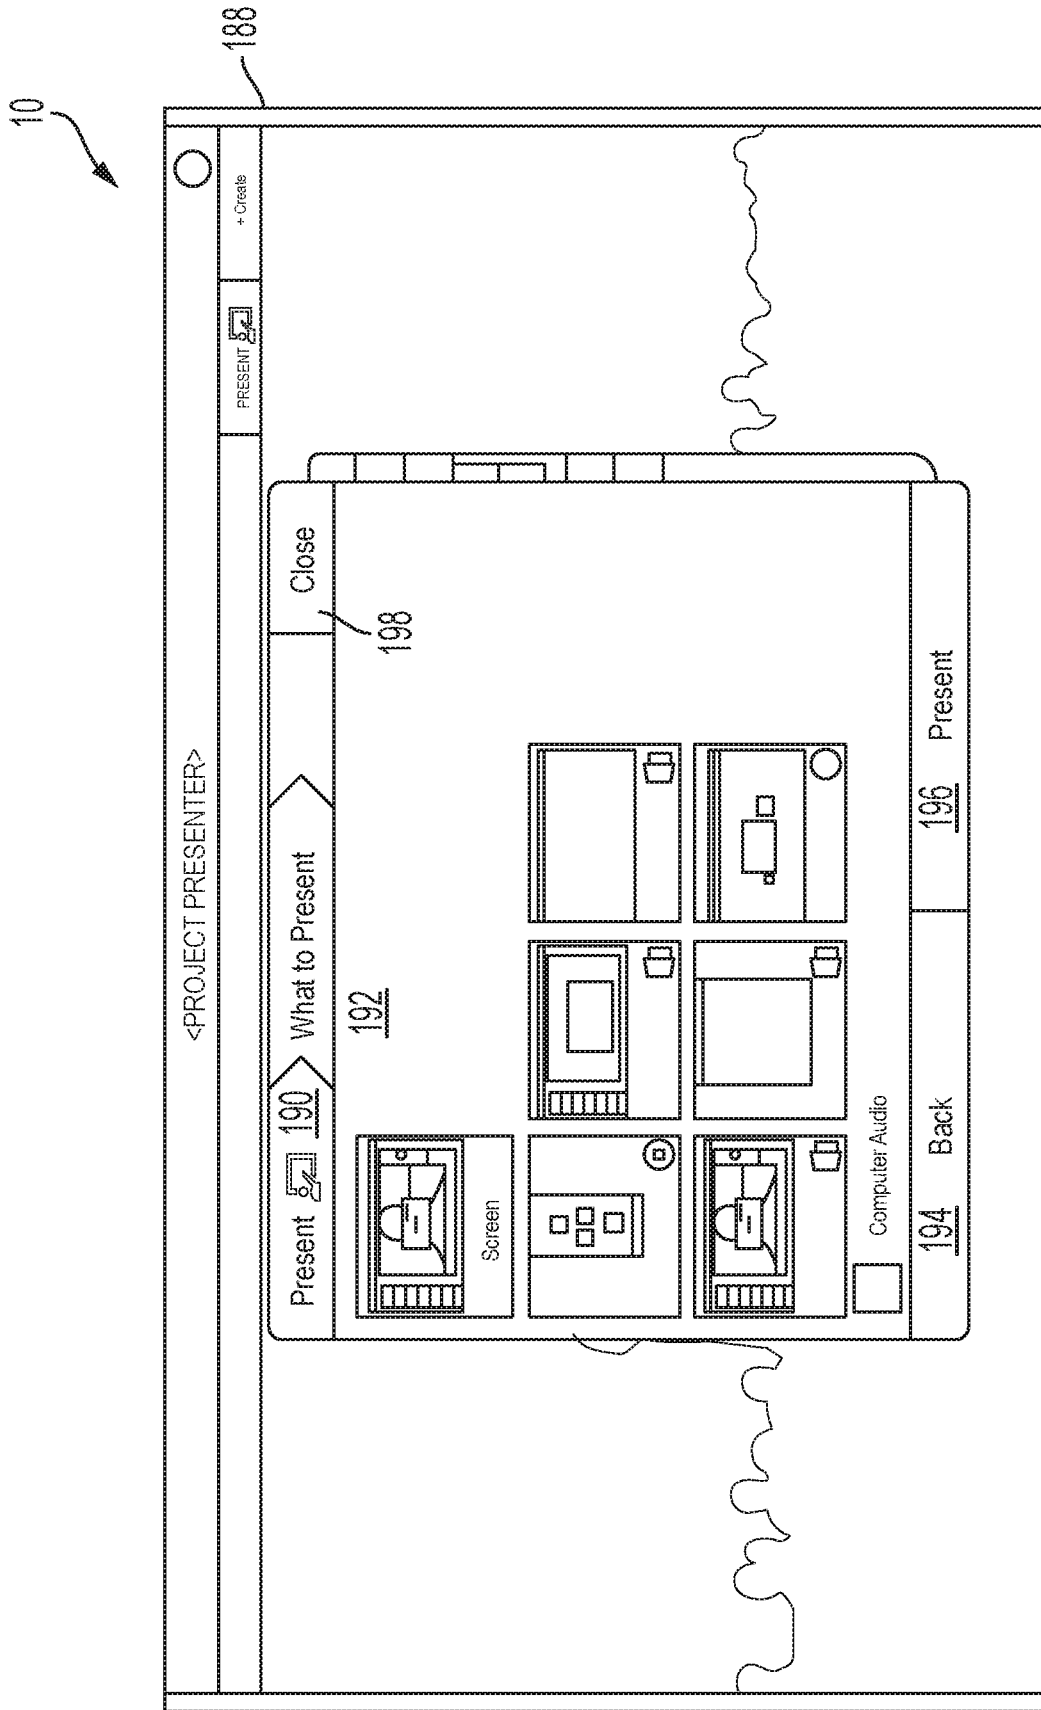 10
188
<PROJECT PRESENTER>
PRESENT
+ Create
Present
190
What to Present
Close
198
192
Screen
Computer Audio
194
Back
196
Present